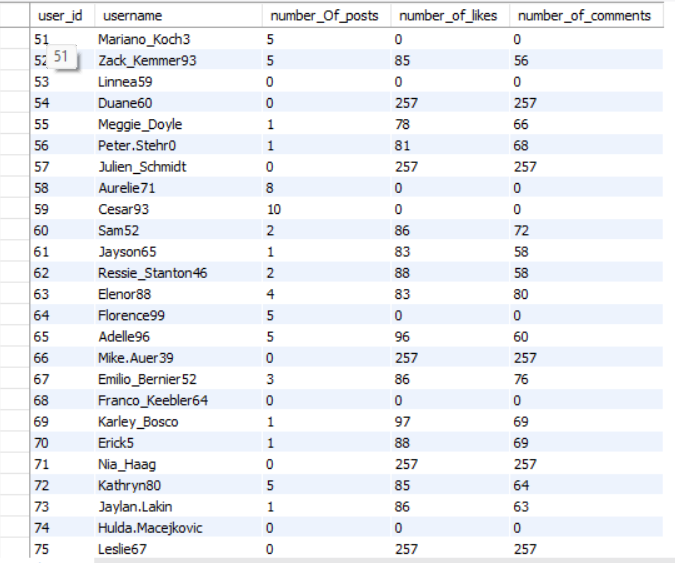 user_id username number_Of_posts number_of_likes number_of_comments
51 Mariano_Koch3 5 0 0
52 51 Zack_Kemmer93 5 85 56
53 Linnea59 0 0 0
54 Duane60 0 257 257
55 Meggie_Doyle 1 78 66
56 Peter.Stehr0 1 81 68
57 Julien_Schmidt 0 257 257
58 Aurelie71 8 0 0
59 Cesar93 10 0 0
60 Sam52 2 86 72
61 Jayson65 1 83 58
62 Ressie_Stanton46 2 88 58
63 Elenor88 4 83 80
64 Florence99 5 0 0
65 Adelle96 5 96 60
66 Mike.Auer39 0 257 257
67 Emilio_Bernier52 3 86 76
68 Franco_Keebler64 0 0 0
69 Karley_Bosco 1 97 69
70 Erick5 1 88 69
71 Nia_Haag 0 257 257
72 Kathryn80 5 85 64
73 Jaylan.Lakin 1 86 63
74 Hulda.Macejkovic 0 0 0
75 Leslie67 0 257 257